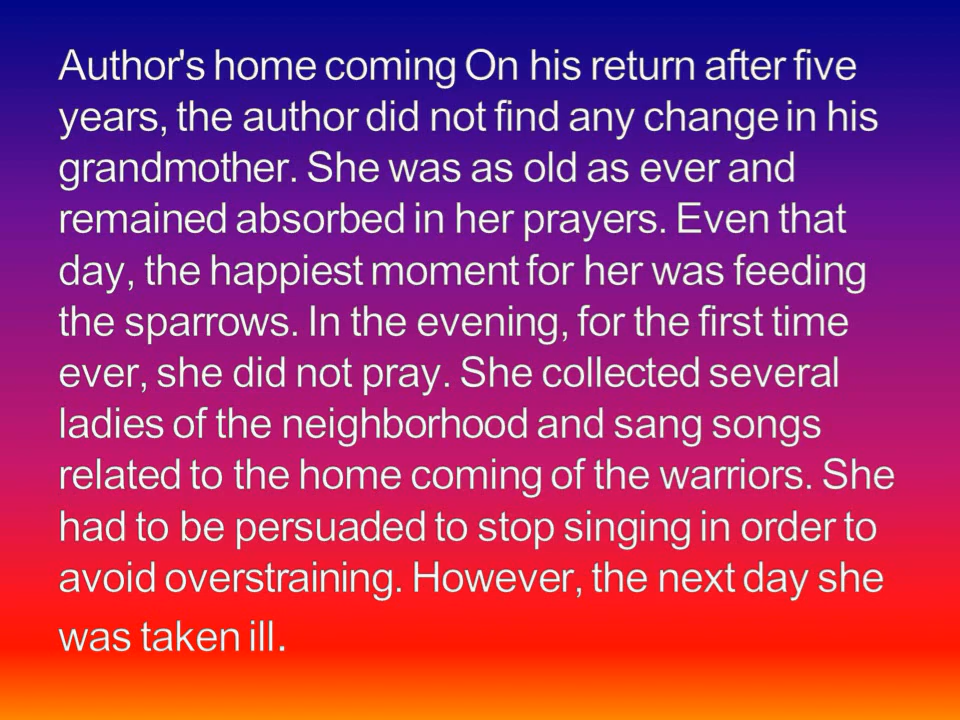 Author's home coming On his return after five
years, the author did not find any change in his
grandmother. She was as old as ever and
remained absorbed in her prayers. Even that
day, the happiest moment for her was feeding
the sparrows. In the evening, for the first time
ever, she did not pray. She collected several
ladies of the neighborhood and sang songs
related to the home coming of the warriors. She
had to be persuaded to stop singing in order to
avoid overstraining. However, the next day she
was taken ill.